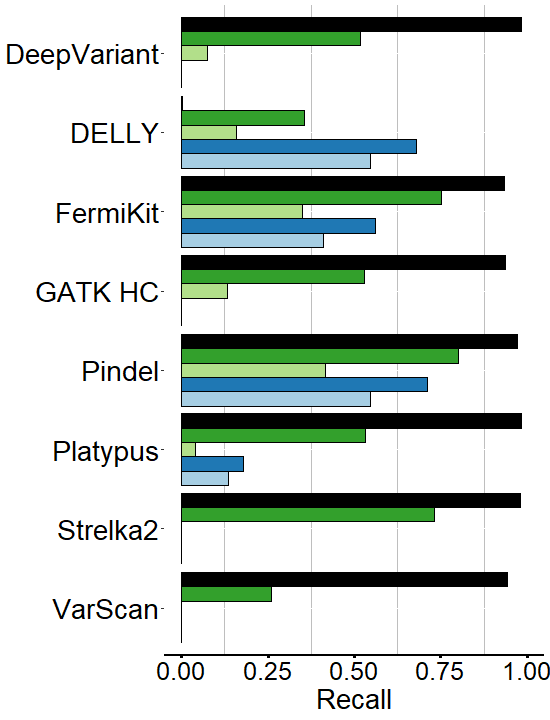 DeepVariant
DELLY
FermiKit
GATK HC
Pindel
Platypus
Strelka2
VarScan
0.00 0.25 0.50 0.75 1.00
Recall